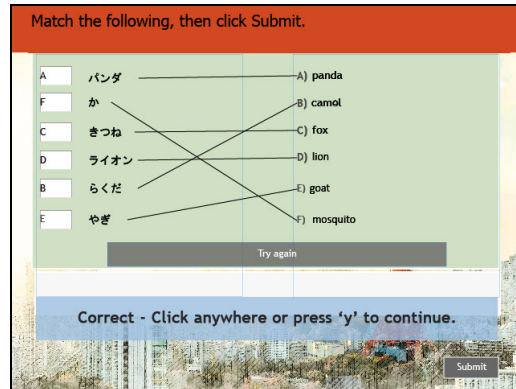 Match the following, then click Submit.
A パンダ A) panda
F か B) camel
C きつね C) fox
D ライオン D) lion
B らくだ E) goat
E やぎ F) mosquito
Try again
Correct - Click anywhere or press ‘y’ to continue.
Submit